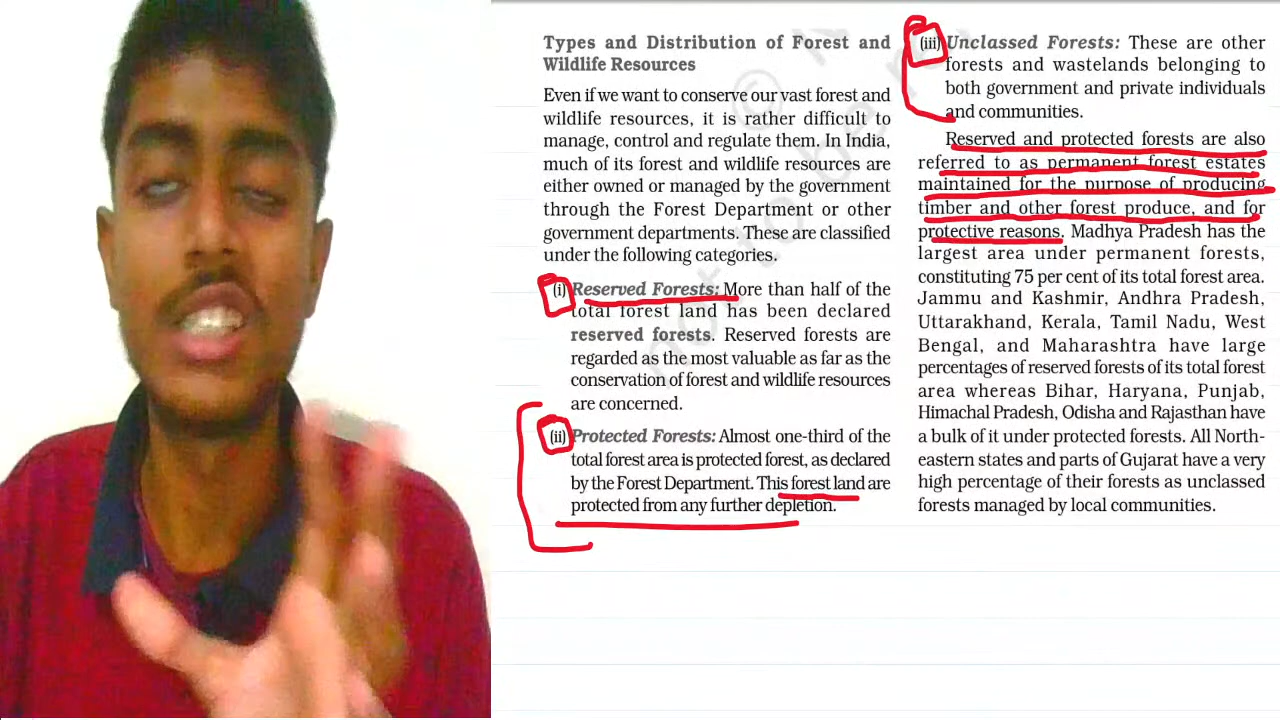 Types and Distribution of Forest and
Wildlife Resources
Even if we want to conserve our vast forest and
wildlife resources, it is rather difficult to
manage, control and regulate them. In India,
much of its forest and wildlife resources are
either owned or managed by the government
through the Forest Department or other
government departments. These are classified
under the following categories.
(i) Reserved Forests: More than half of the
total forest land has been declared
reserved forests. Reserved forests are
regarded as the most valuable as far as the
conservation of forest and wildlife resources
are concerned.
(ii) Protected Forests: Almost one-third of the
total forest area is protected forest, as declared
by the Forest Department. This forest land are
protected from any further depletion.
(iii) Unclassed Forests: These are other
forests and wastelands belonging to
both government and private individuals
and communities.
Reserved and protected forests are also
referred to as permanent forest estates
maintained for the purpose of producing
timber and other forest produce, and for
protective reasons. Madhya Pradesh has the
largest area under permanent forests,
constituting 75 per cent of its total forest area.
Jammu and Kashmir, Andhra Pradesh,
Uttarakhand, Kerala, Tamil Nadu, West
Bengal, and Maharashtra have large
percentages of reserved forests of its total forest
area whereas Bihar, Haryana, Punjab,
Himachal Pradesh, Odisha and Rajasthan have
a bulk of it under protected forests. All North-
eastern states and parts of Gujarat have a very
high percentage of their forests as unclassed
forests managed by local communities.
© N
not to be re